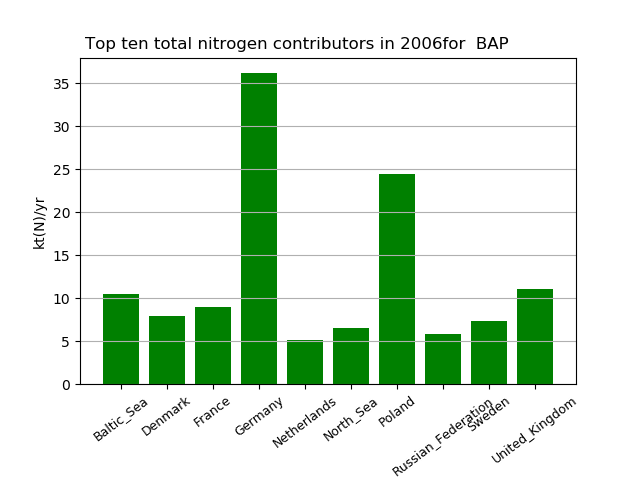 Top ten total nitrogen contributors in 2006for  BAP
kt(N)/yr
35
30
25
20
15
10
5
0
Baltic_Sea
Denmark
France
Germany
Netherlands
North_Sea
Poland
Russian_Federation
Sweden
United_Kingdom